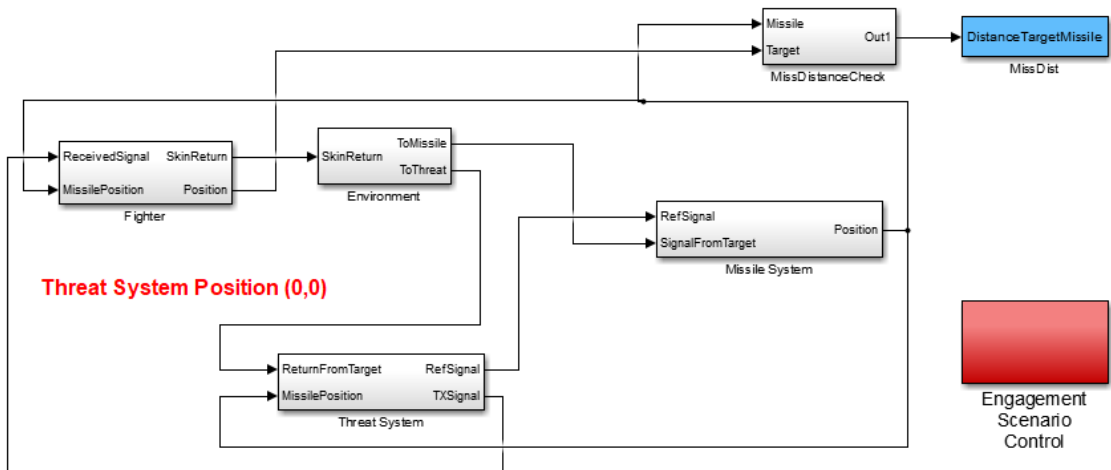 Missile
Target
Out1
MissDistanceCheck
DistanceTargetMissile
MissDist
ReceivedSignal
SkinReturn
MissilePosition
Position
Fighter
SkinReturn
ToMissile
ToThreat
Environment
RefSignal
SignalFromTarget
Position
Missile System
Threat System Position (0,0)
ReturnFromTarget
RefSignal
MissilePosition
TXSignal
Threat System
Engagement
Scenario
Control